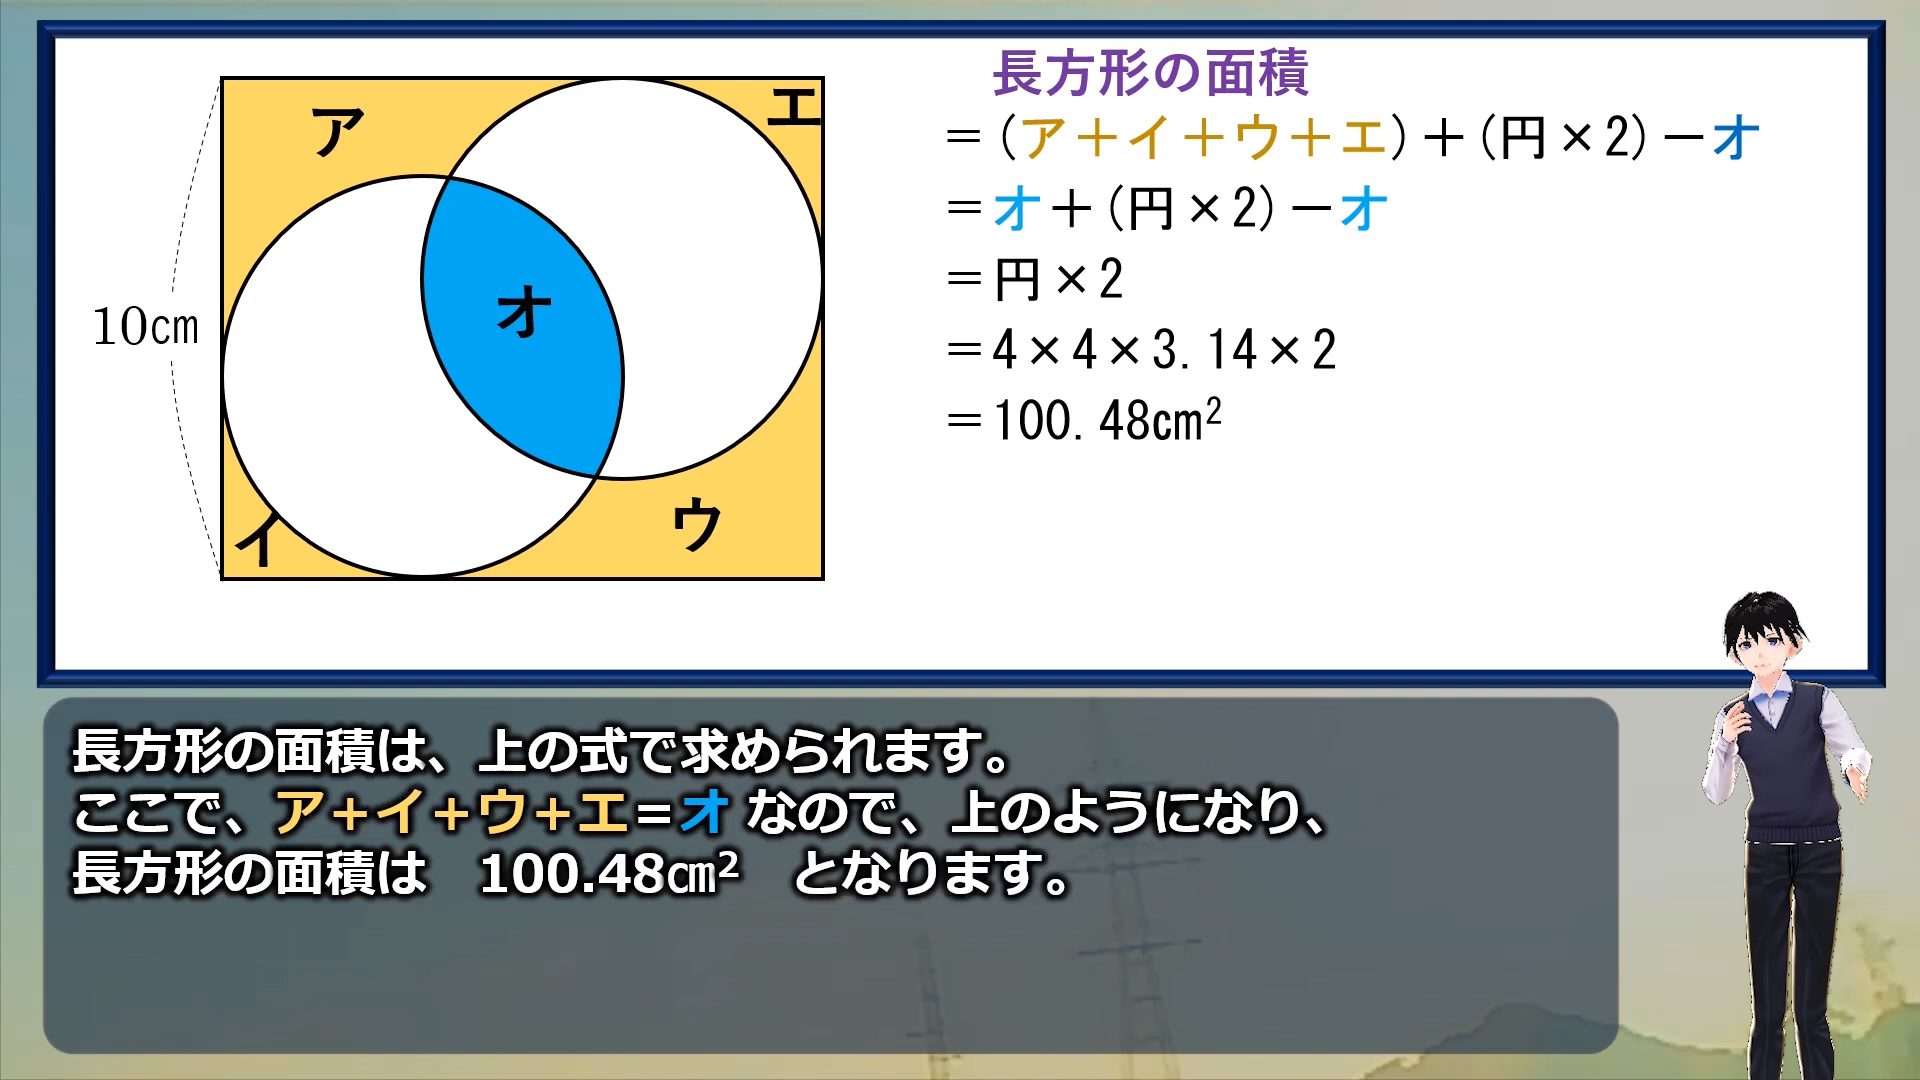 ア
エ
オ
10cm
イ
ウ
長方形の面積
＝(ア＋イ＋ウ＋エ)＋(円×2)－オ
＝オ＋(円×2)－オ
＝円×2
＝4×4×3.14×2
＝100.48cm²
長方形の面積は、上の式で求められます。
ここで、ア＋イ＋ウ＋エ＝オ なので、上のようになり、
長方形の面積は　100.48㎝²　となります。